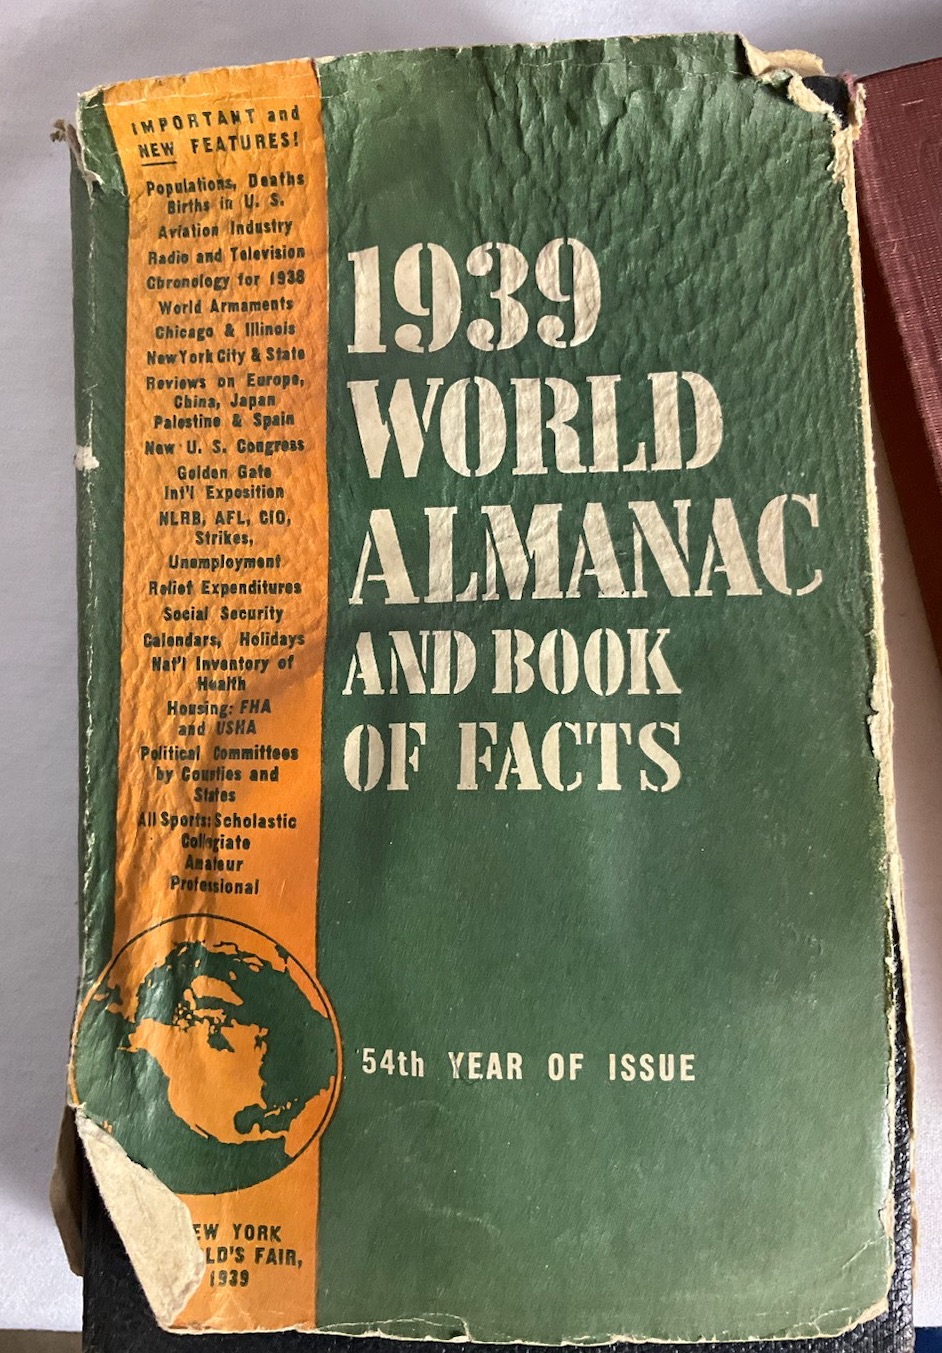 IMPORTANT and
NEW FEATURES!
Populations, Deaths
Births in U. S.
Aviation Industry
Radio and Television
Chronology for 1938
World Armaments
Chicago & Illinois
New York City & State
Reviews on Europe,
China, Japan
Palestine & Spain
New U. S. Congress
Golden Gate
Int'l Exposition
NLRB, AFL, CIO,
Strikes,
Unemployment
Relief Expenditures
Social Security
Calendars, Holidays
Nat'l Inventory of
Health
Housing: FHA
and USHA
Political Committees
by Counties and
States
All Sports: Scholastic
Collegiate
Amateur
Professional
EW YORK
LD'S FAIR,
1939
1939
WORLD
ALMANAC
AND BOOK
OF FACTS
54th YEAR OF ISSUE